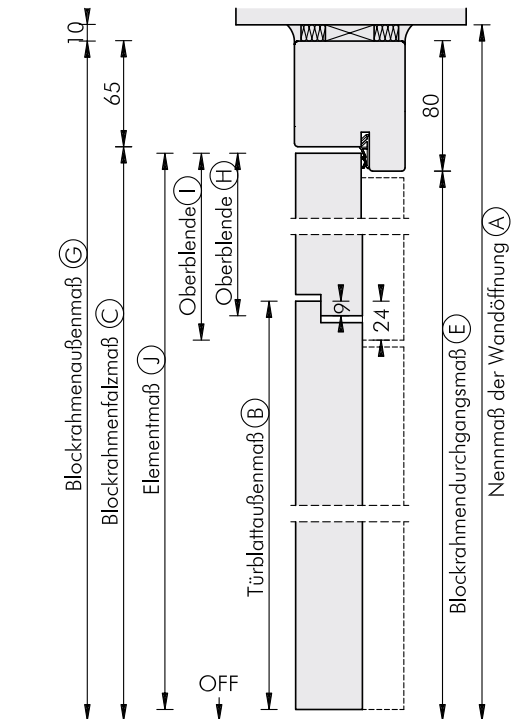 10
65
80
Blockrahmenaußenmaß G
Blockrahmenfalzmaß C
Elementmaß J
Oberblende I
Oberblende H
Türblattaußenmaß B
9
24
Blockrahmendurchgangsmaß E
Nennmaß der Wandöffnung A
OFF